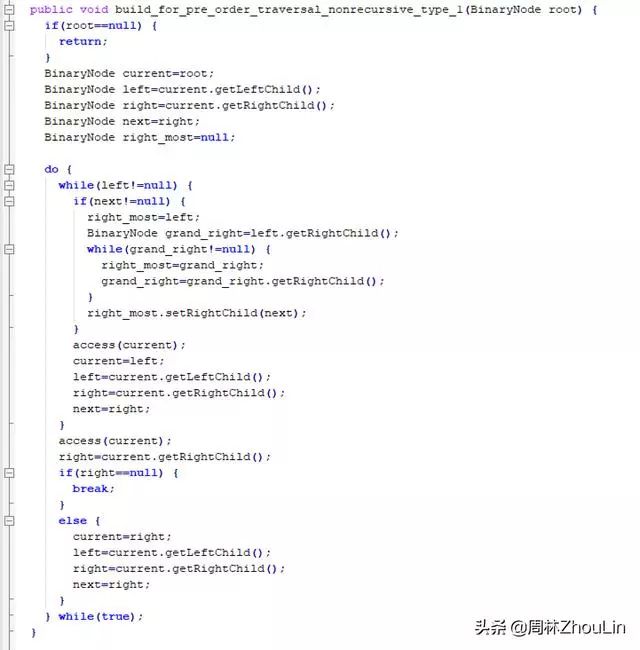 public void build_for_pre_order_traversal_nonrecursive_type_1(BinaryNode root) {
if(root==null) {
return;
}
BinaryNode current=root;
BinaryNode left=current.getLeftChild();
BinaryNode right=current.getRightChild();
BinaryNode next=right;
BinaryNode right_most=null;
do {
while(left!=null) {
if(next!=null) {
right_most=left;
BinaryNode grand_right=left.getRightChild();
while(grand_right!=null) {
right_most=grand_right;
grand_right=grand_right.getRightChild();
}
right_most.setRightChild(next);
}
access(current);
current=left;
left=current.getLeftChild();
right=current.getRightChild();
next=right;
}
access(current);
right=current.getRightChild();
if(right==null) {
break;
}
else {
current=right;
left=current.getLeftChild();
right=current.getRightChild();
next=right;
}
} while(true);
}
头条 @周林ZhouLin